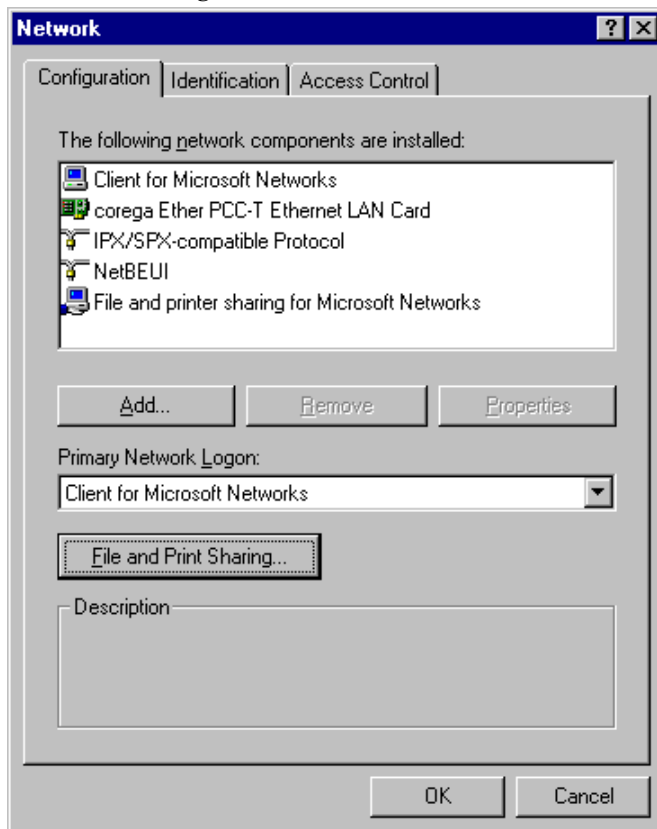 Network
Configuration Identification Access Control
The following network components are installed:
Client for Microsoft Networks
corega Ether PCC-T Ethernet LAN Card
IPX/SPX-compatible Protocol
NetBEUI
File and printer sharing for Microsoft Networks
Add... Remove Properties
Primary Network Logon:
Client for Microsoft Networks
File and Print Sharing...
Description
OK Cancel